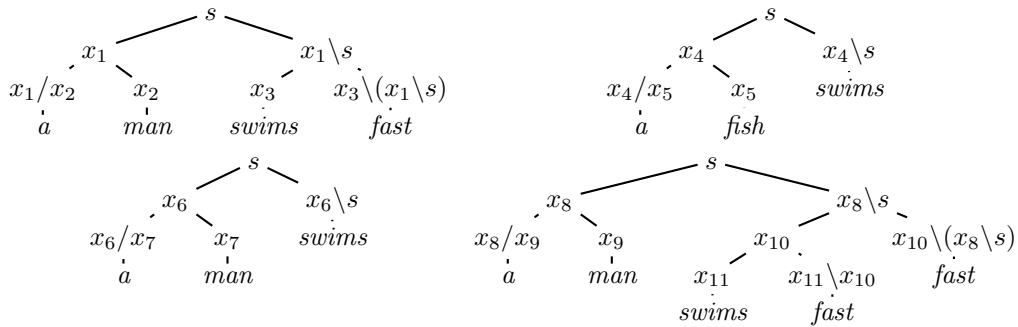 s s
x₁ x₁\s x₄ x₄\s
x₁/x₂ x₂ x₃ x₃\(x₁\s) x₄/x₅ x₅ swims
a man swims fast a fish
s s
x₆ x₆\s x₈ x₈\s
x₆/x₇ x₇ swims x₈/x₉ x₉ x₁₀ x₁₀\(x₈\s)
a man a man x₁₁ x₁₁\x₁₀ fast
swims fast